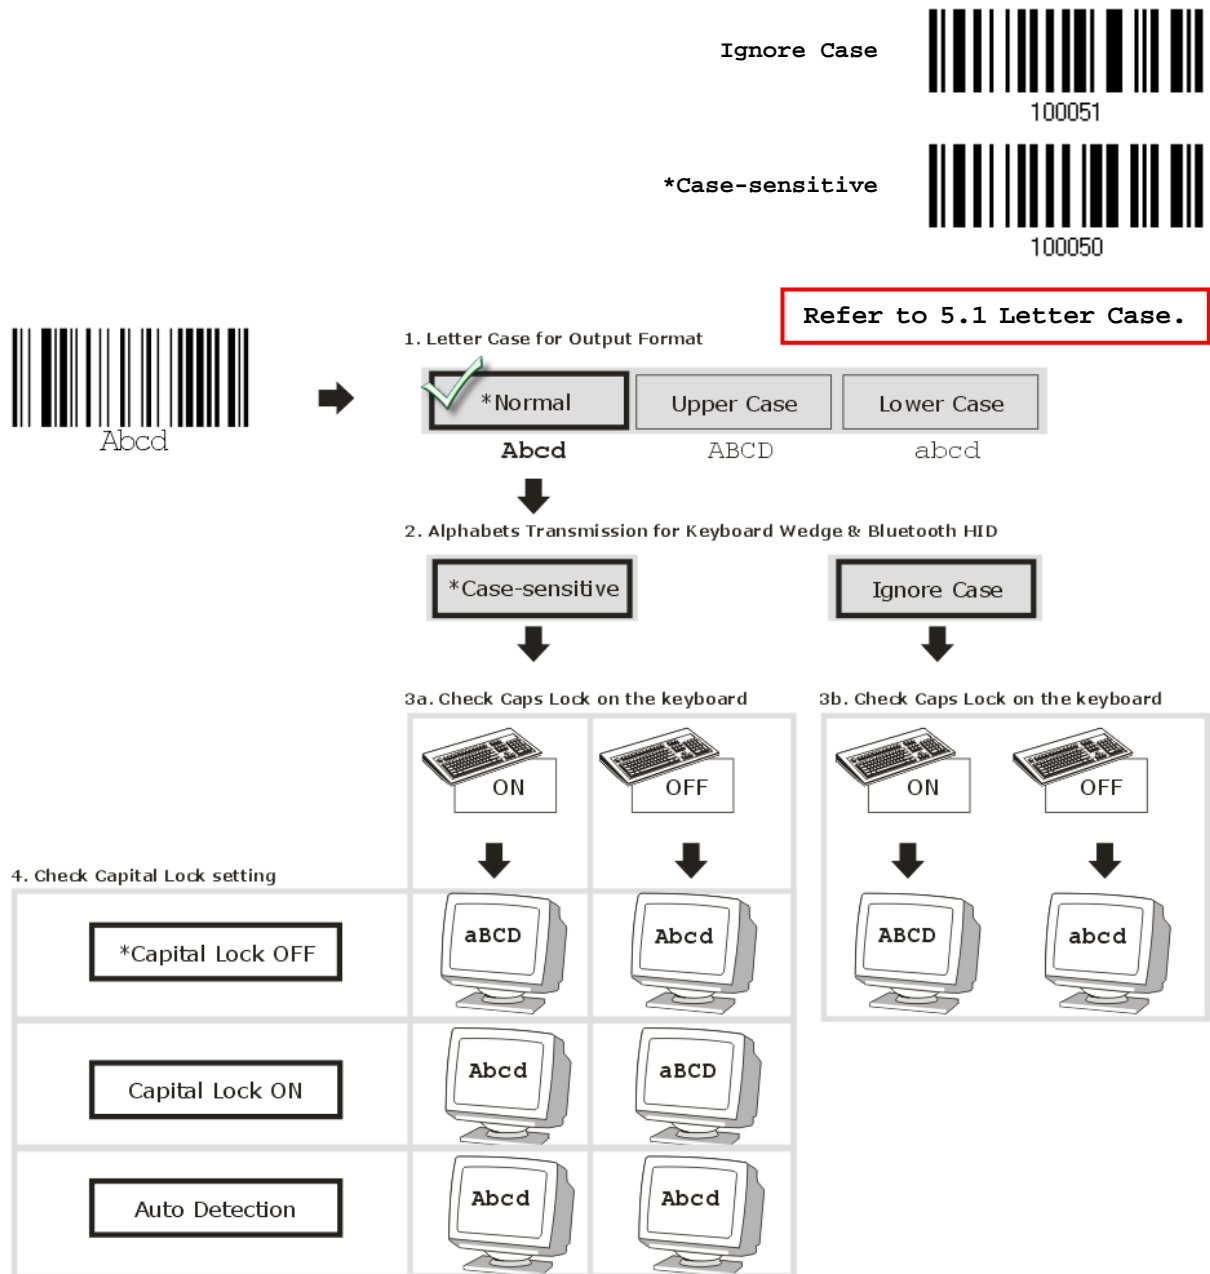 Ignore Case
100051
*Case-sensitive
100050
Refer to 5.1 Letter Case.
Abcd
1. Letter Case for Output Format
*Normal Upper Case Lower Case
Abcd ABCD abcd
2. Alphabets Transmission for Keyboard Wedge & Bluetooth HID
*Case-sensitive Ignore Case
3a. Check Caps Lock on the keyboard 3b. Check Caps Lock on the keyboard
ON OFF ON OFF
4. Check Capital Lock setting
*Capital Lock OFF aBCD Abcd ABCD abcd
Capital Lock ON Abcd aBCD
Auto Detection Abcd Abcd